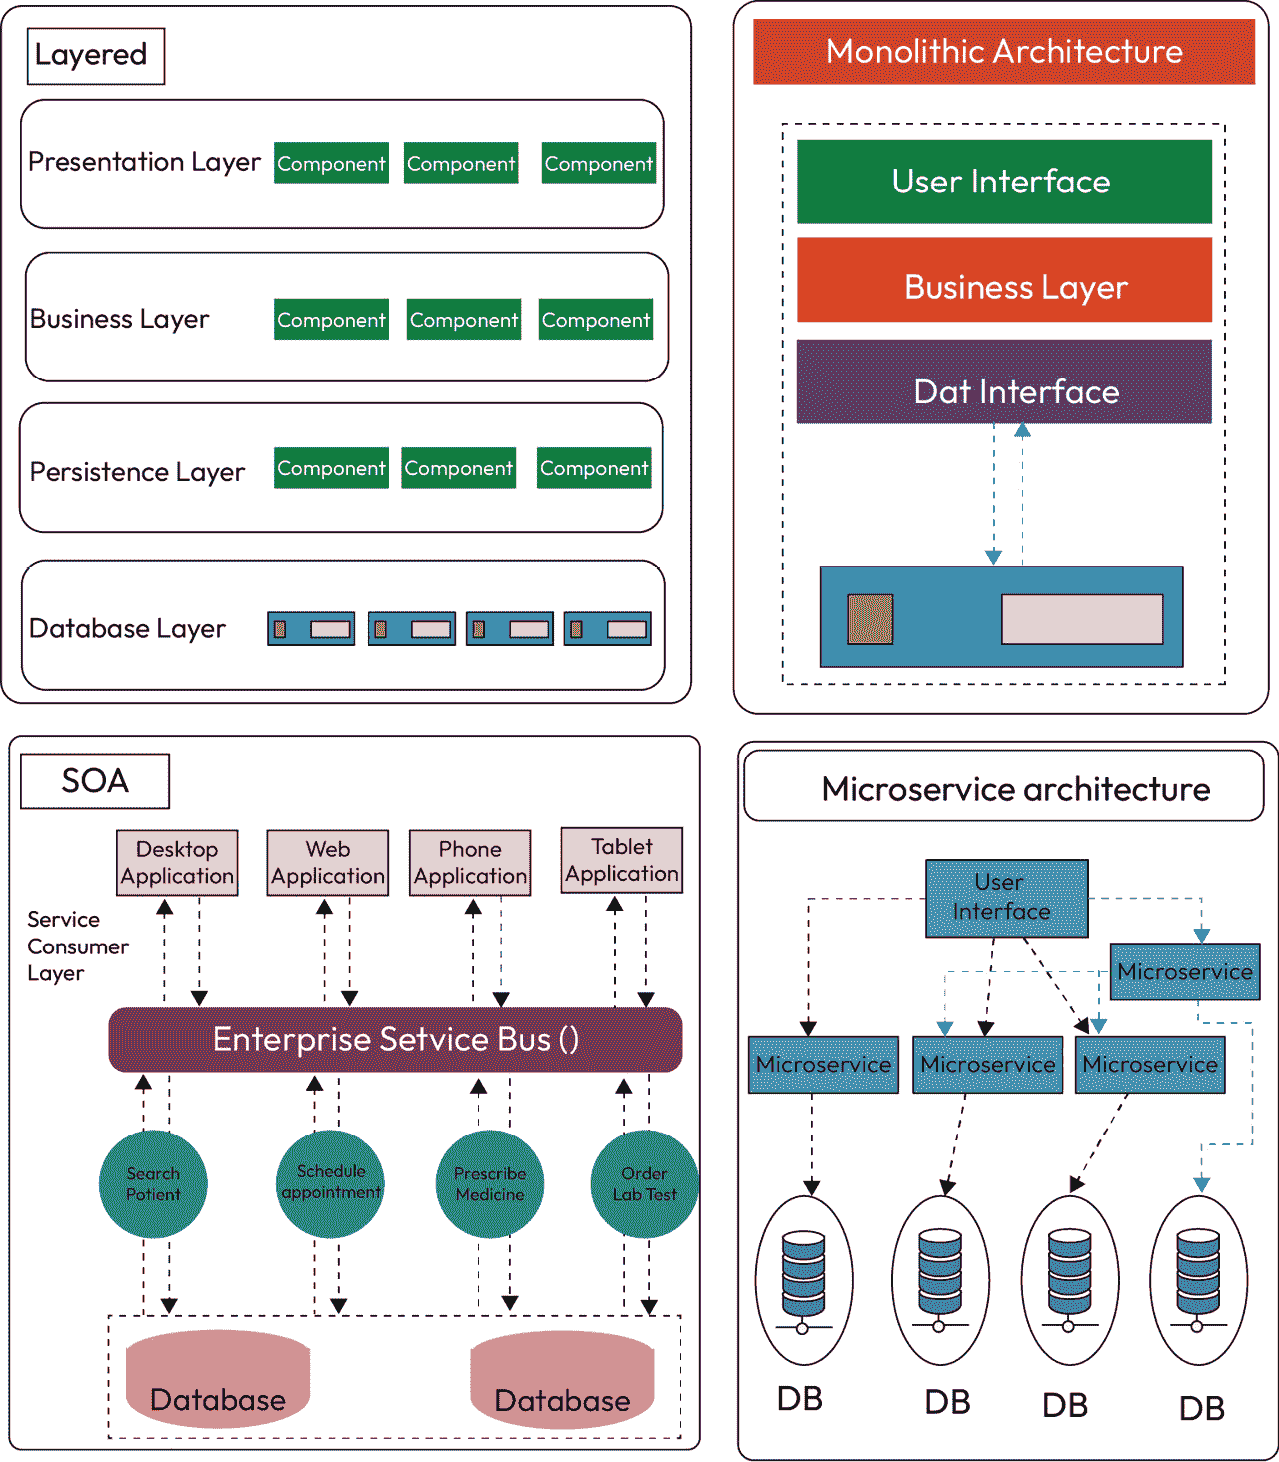 Layered
Presentation Layer
Component
Component
Component
Business Layer
Component
Component
Component
Persistence Layer
Component
Component
Component
Database Layer
Monolithic Architecture
User Interface
Business Layer
Dat Interface
SOA
Desktop
Application
Web
Application
Phone
Application
Tablet
Application
Service
Consumer
Layer
Enterprise Setvice Bus ()
Search
Potient
Schedule
appointment
Prescribe
Medicine
Order
Lab Test
Database
Database
Microservice architecture
User
Interface
Microservice
Microservice
Microservice
Microservice
DB
DB
DB
DB